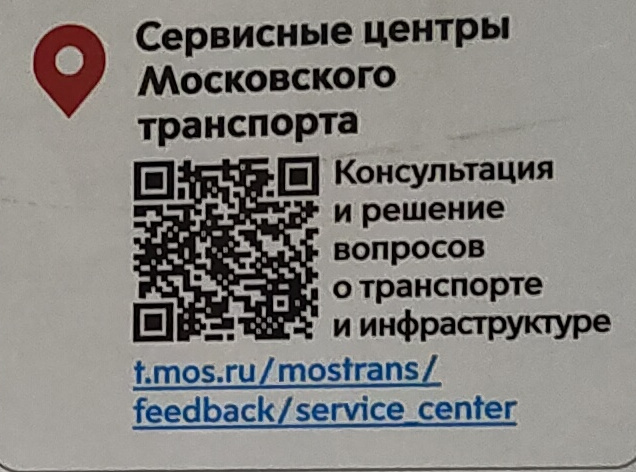 Сервисные центры
Московского
транспорта
Консультация
и решение
вопросов
о транспорте
и инфраструктуре
t.mos.ru/mostrans/
feedback/service_center